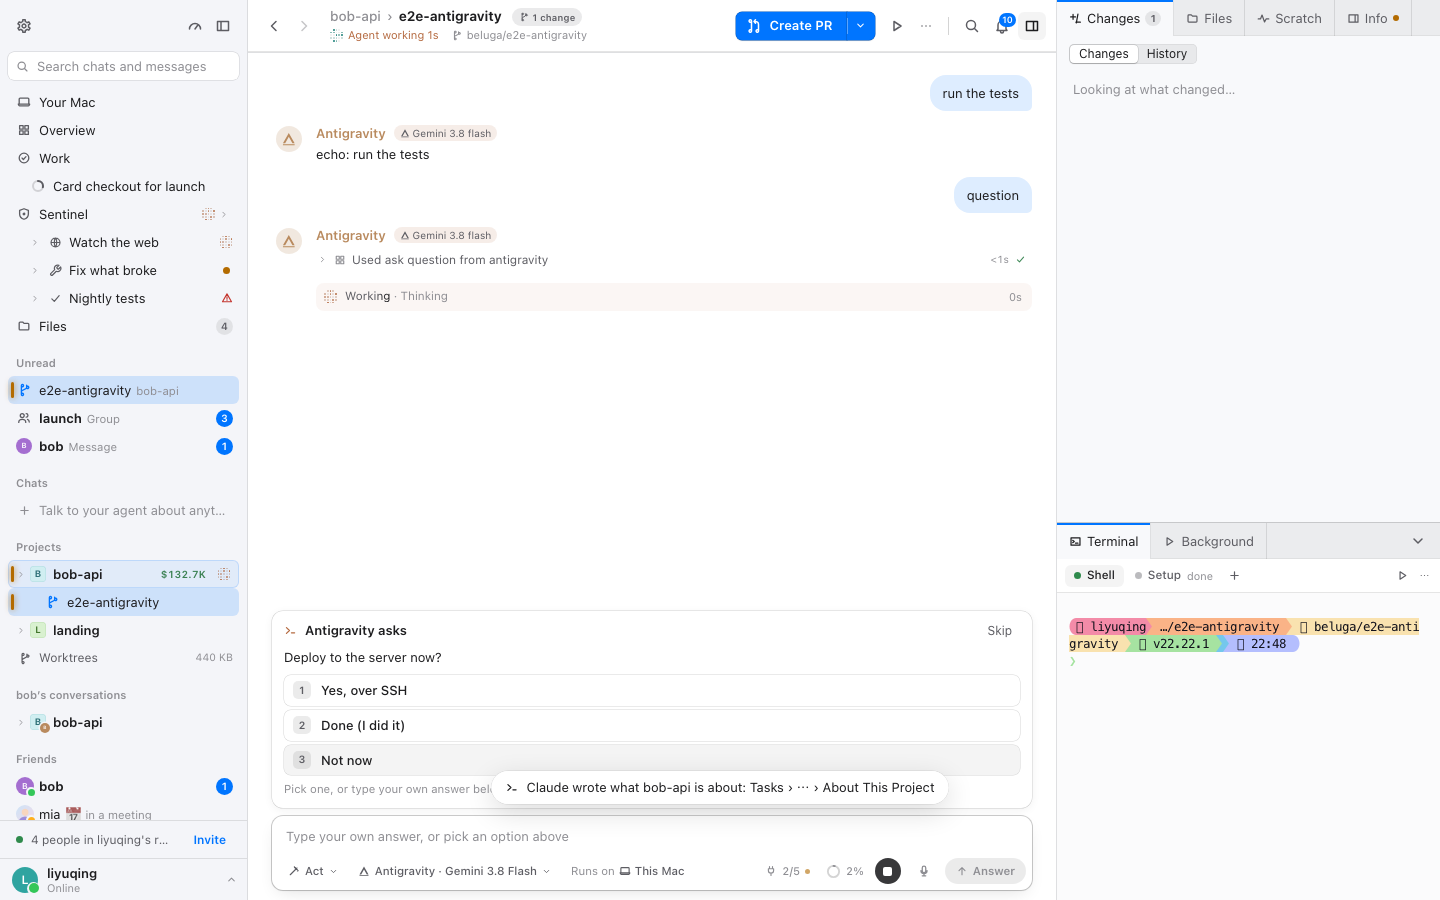 Search chats and messages
Your Mac
Overview
Work
Card checkout for launch
Sentinel
Watch the web
Fix what broke
Nightly tests
Files 4
Unread
e2e-antigravity bob-api
launch Group 3
B bob Message 1
Chats
Talk to your agent about anyt...
Projects
B bob-api $132.7K
e2e-antigravity
L landing
Worktrees 440 KB
bob's conversations
B bob-api
Friends
B bob 1
mia in a meeting
4 people in liyuqing's r... Invite
L liyuqing
Online
bob-api › e2e-antigravity 1 change
Agent working 1s beluga/e2e-antigravity
Create PR
10
run the tests
Antigravity Gemini 3.8 flash
echo: run the tests
question
Antigravity Gemini 3.8 flash
Used ask question from antigravity <1s
Working · Thinking 0s
Antigravity asks Skip
Deploy to the server now?
1 Yes, over SSH
2 Done (I did it)
3 Not now
Pick one, or type your own answer
Claude wrote what bob-api is about: Tasks › ··· › About This Project
Type your own answer, or pick an option above
Act Antigravity · Gemini 3.8 Flash Runs on This Mac 2/5 2% Answer
Changes 1 Files Scratch Info
Changes History
Looking at what changed...
Terminal Background
Shell Setup done
liyuqing …/e2e-antigravity beluga/e2e-anti
gravity v22.22.1 22:48
❯